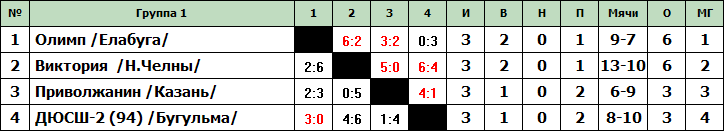 № Группа 1 1 2 3 4 И В Н П Мячи О МГ
1 Олимп /Елабуга/ 6:2 3:2 0:3 3 2 0 1 9-7 6 1
2 Виктория /Н.Челны/ 2:6 5:0 6:4 3 2 0 1 13-10 6 2
3 Приволжанин /Казань/ 2:3 0:5 4:1 3 1 0 2 6-9 3 3
4 ДЮСШ-2 (94) /Бугульма/ 3:0 4:6 1:4 3 1 0 2 8-10 3 4